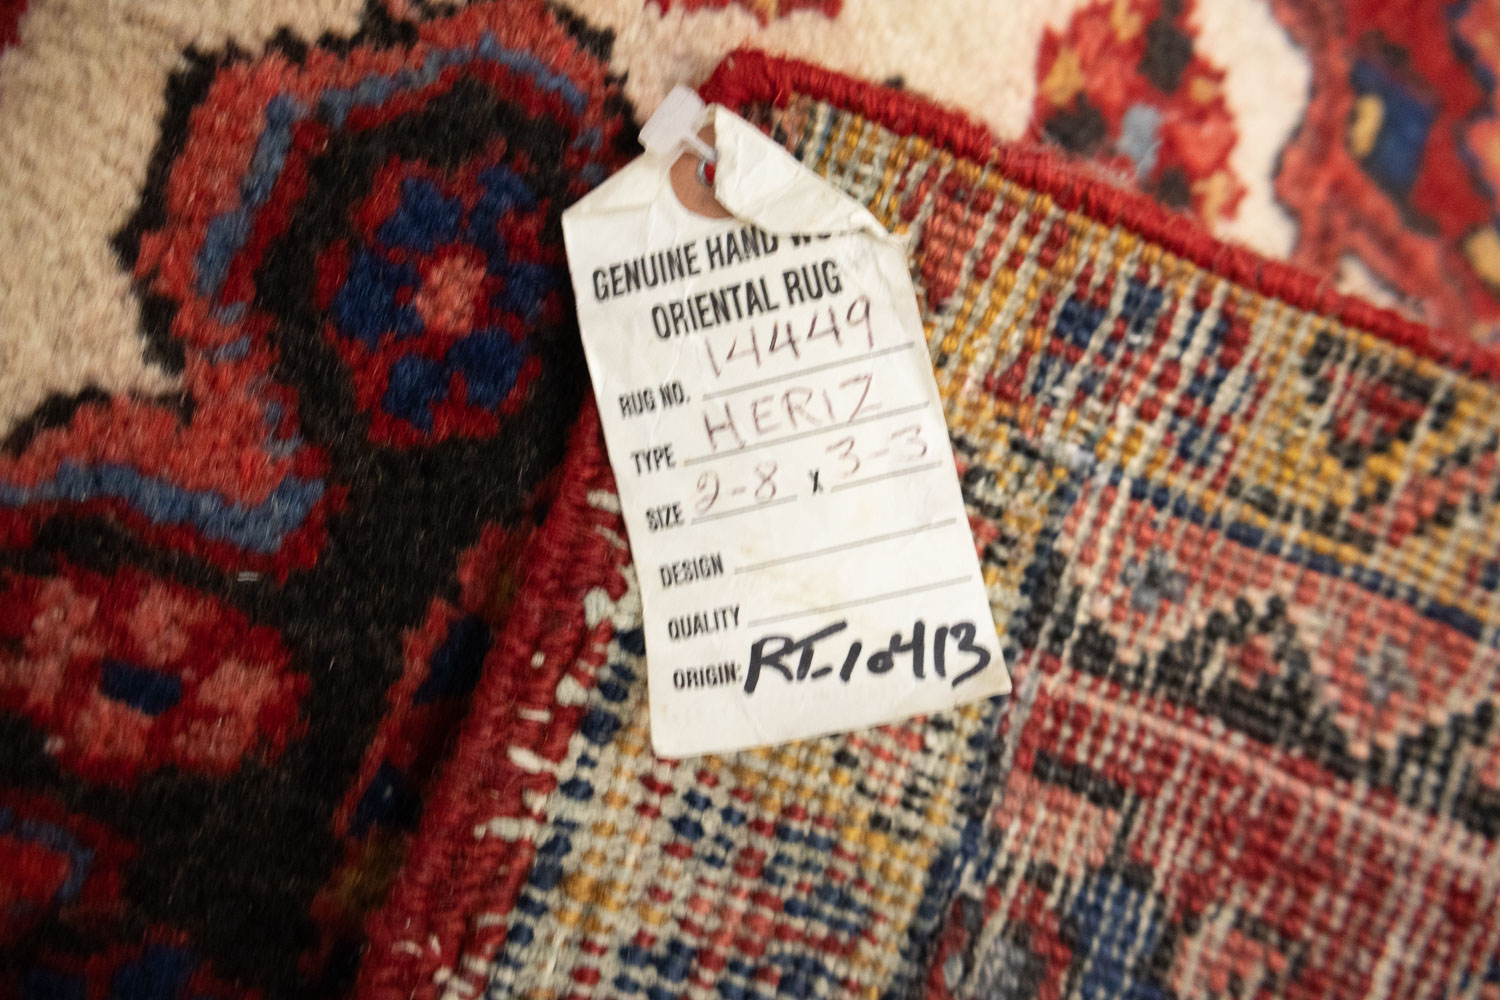 GENUINE HAND
ORIENTAL RUG
RUG NO. 14449
TYPE HERIZ
SIZE 2-8 X 3-3
DESIGN
QUALITY
ORIGIN: RT-10413